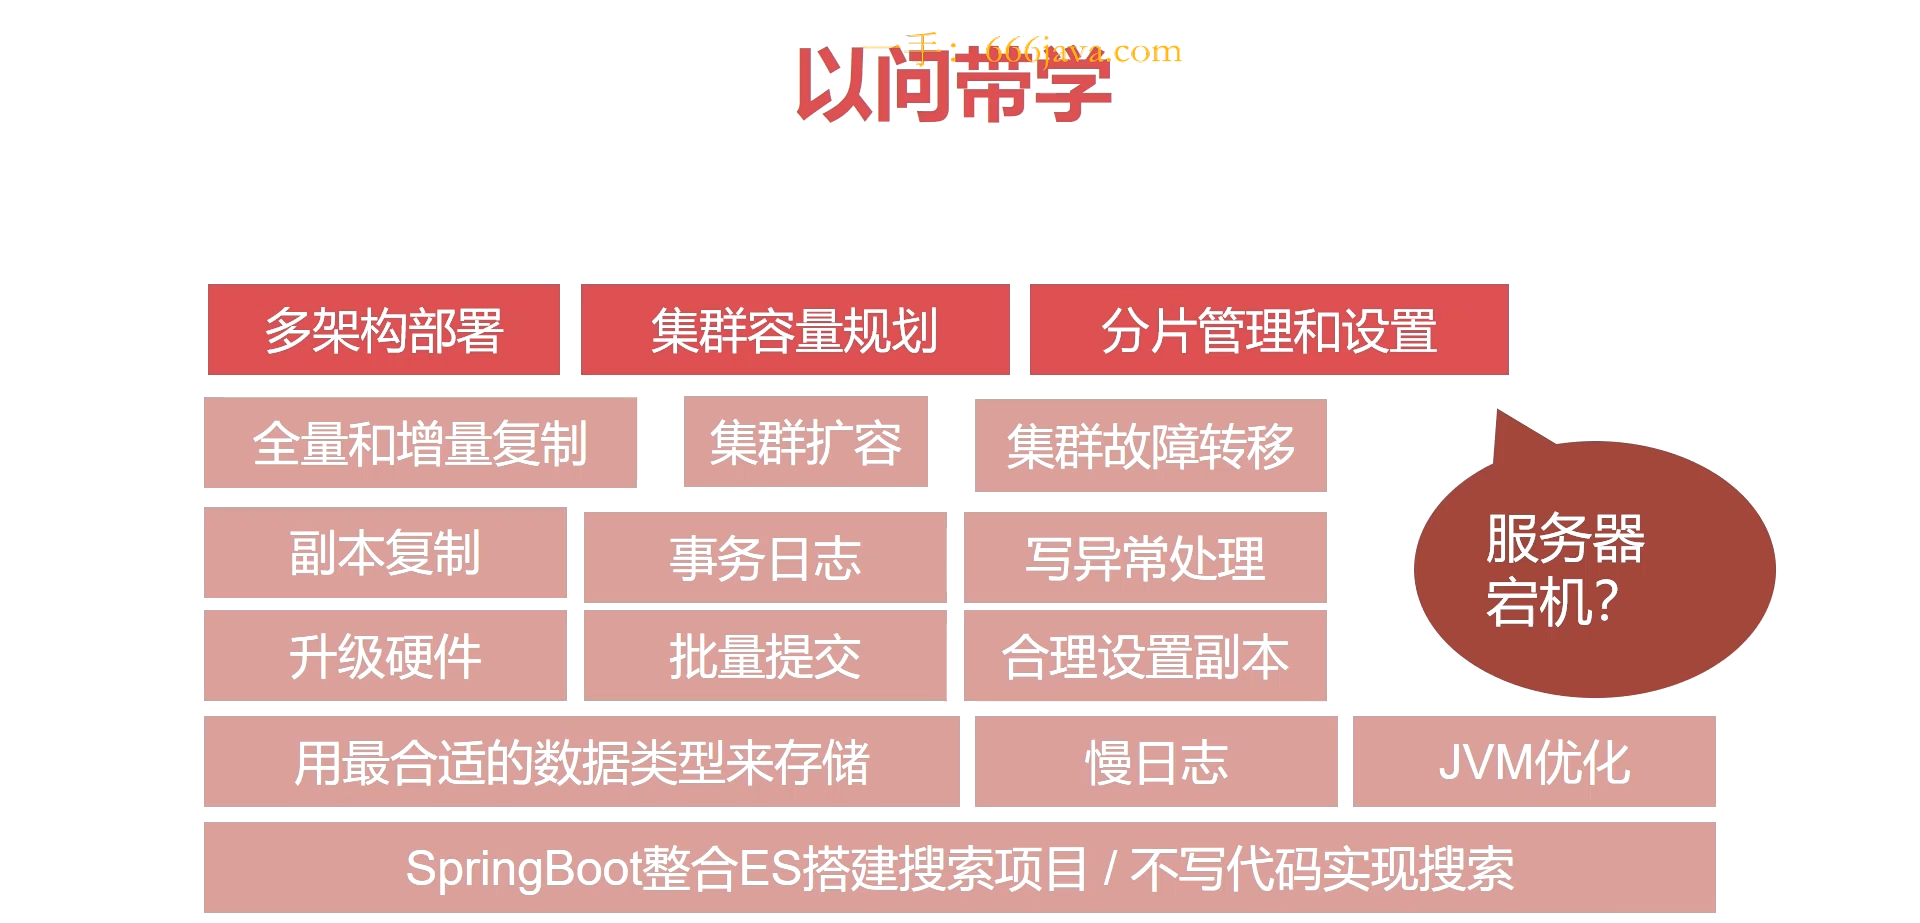 一手：666java.com
以问带学
多架构部署
集群容量规划
分片管理和设置
全量和增量复制
集群扩容
集群故障转移
服务器
宕机？
副本复制
事务日志
写异常处理
升级硬件
批量提交
合理设置副本
用最合适的数据类型来存储
慢日志
JVM优化
SpringBoot整合ES搭建搜索项目 / 不写代码实现搜索